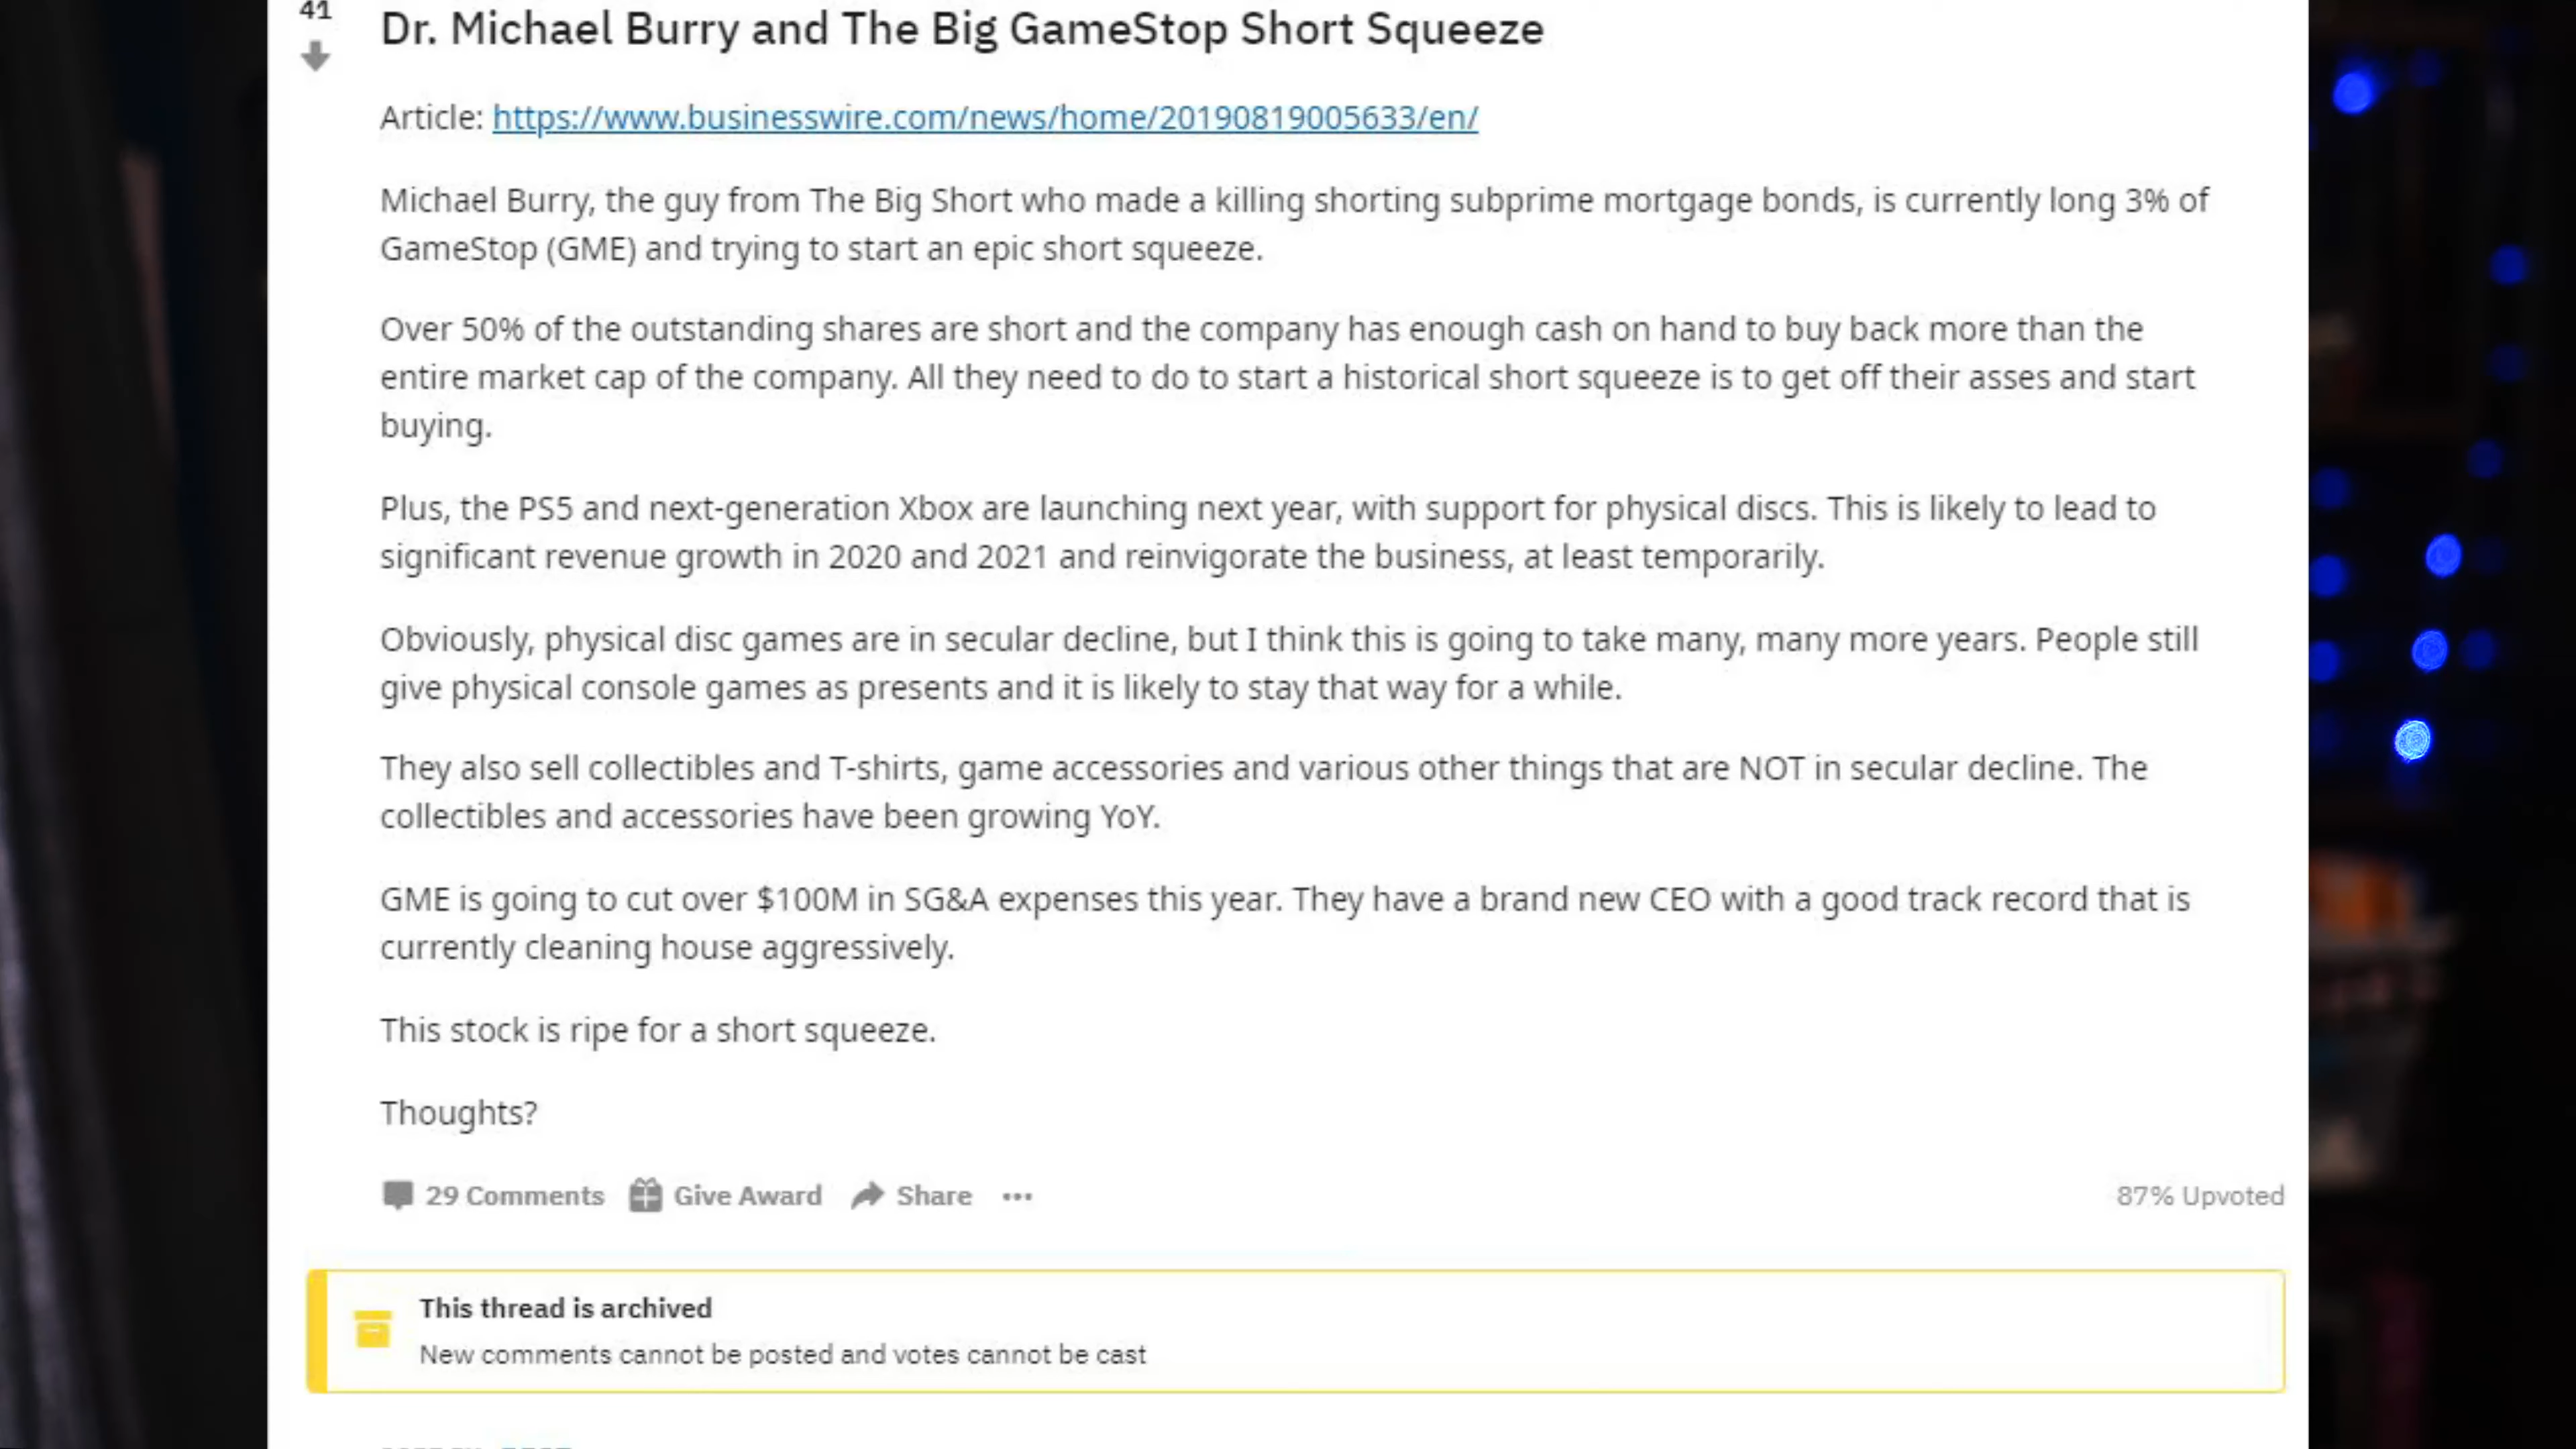 41
Dr. Michael Burry and The Big GameStop Short Squeeze
Article: https://www.businesswire.com/news/home/20190819005633/en/
Michael Burry, the guy from The Big Short who made a killing shorting subprime mortgage bonds, is currently long 3% of
GameStop (GME) and trying to start an epic short squeeze.
Over 50% of the outstanding shares are short and the company has enough cash on hand to buy back more than the
entire market cap of the company. All they need to do to start a historical short squeeze is to get off their asses and start
buying.
Plus, the PS5 and next-generation Xbox are launching next year, with support for physical discs. This is likely to lead to
significant revenue growth in 2020 and 2021 and reinvigorate the business, at least temporarily.
Obviously, physical disc games are in secular decline, but I think this is going to take many, many more years. People still
give physical console games as presents and it is likely to stay that way for a while.
They also sell collectibles and T-shirts, game accessories and various other things that are NOT in secular decline. The
collectibles and accessories have been growing YoY.
GME is going to cut over $100M in SG&A expenses this year. They have a brand new CEO with a good track record that is
currently cleaning house aggressively.
This stock is ripe for a short squeeze.
Thoughts?
29 Comments Give Award Share ...
87% Upvoted
This thread is archived
New comments cannot be posted and votes cannot be cast